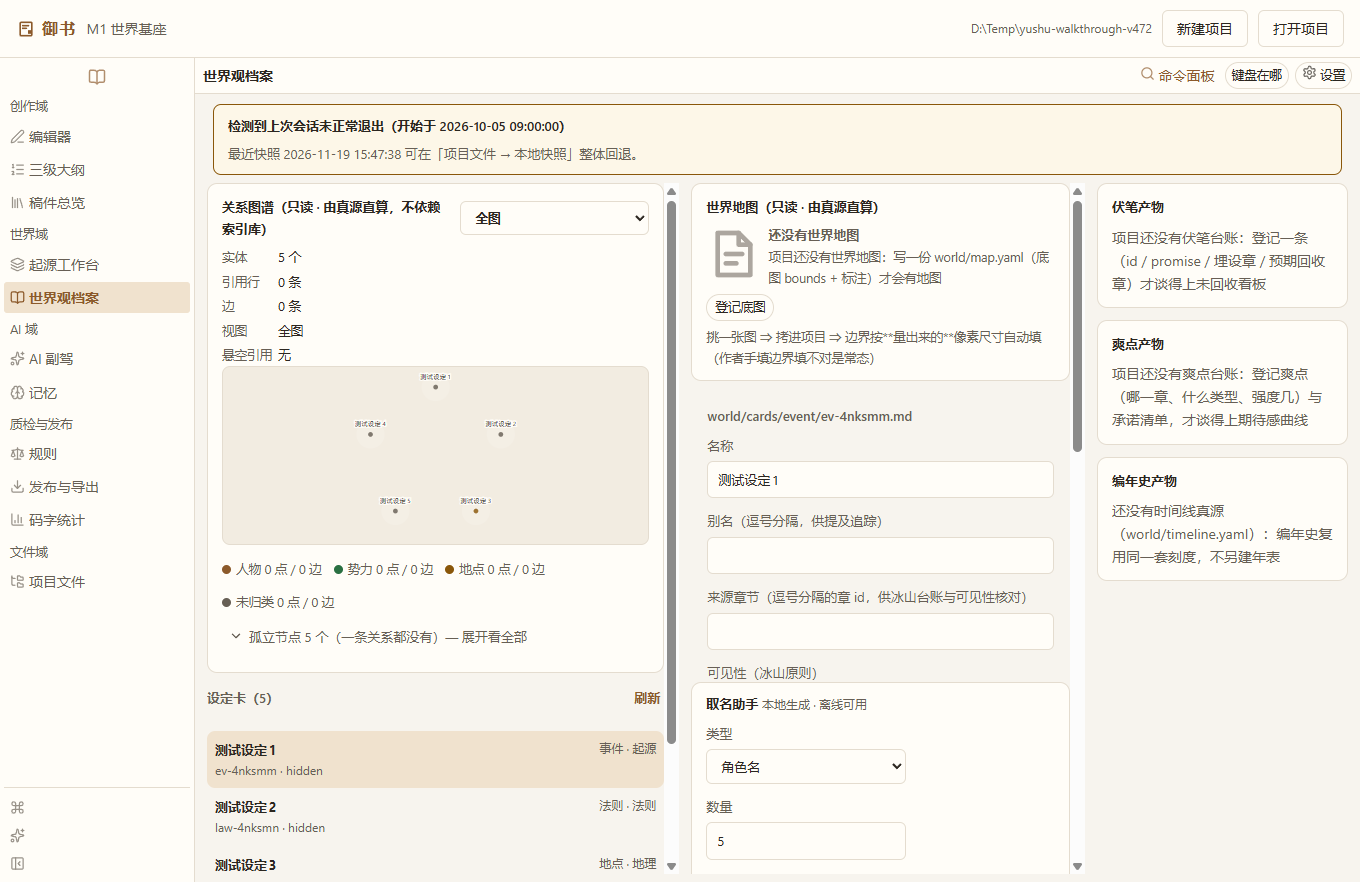 御书 M1 世界基座
D:\Temp\yushu-walkthrough-v472 新建项目 打开项目
创作域
编辑器
三级大纲
稿件总览
世界域
起源工作台
世界观档案
AI 域
AI 副驾
记忆
质检与发布
规则
发布与导出
码字统计
文件域
项目文件
世界观档案
命令面板 键盘在哪 设置
检测到上次会话未正常退出（开始于 2026-10-05 09:00:00）
最近快照 2026-11-19 15:47:38 可在「项目文件 → 本地快照」整体回退。
关系图谱（只读 · 由真源直算，不依赖
索引库）
全图
实体 5 个
引用行 0 条
边 0 条
视图 全图
悬空引用 无
测试设定 1
测试设定 4
测试设定 2
测试设定 5
测试设定 3
人物 0 点 / 0 边 势力 0 点 / 0 边 地点 0 点 / 0 边
未归类 0 点 / 0 边
孤立节点 5 个（一条关系都没有）— 展开看全部
设定卡（5）
刷新
测试设定 1 事件 · 起源
ev-4nksmm · hidden
测试设定 2 法则 · 法则
law-4nksmn · hidden
测试设定 3 地点 · 地理
世界地图（只读 · 由真源直算）
还没有世界地图
项目还没有世界地图：写一份 world/map.yaml（底
图 bounds + 标注）才会有地图
登记底图
挑一张图 ⇒ 拷进项目 ⇒ 边界按**量出来的**像素尺寸自动填
（作者手填边界填不对是常态）
world/cards/event/ev-4nksmm.md
名称
测试设定 1
别名（逗号分隔，供提及追踪）
来源章节（逗号分隔的章 id，供冰山台账与可见性核对）
可见性（冰山原则）
取名助手 本地生成 · 离线可用
类型
角色名
数量
5
伏笔产物
项目还没有伏笔台账：登记一条
（id / promise / 埋设章 / 预期回收
章）才谈得上未回收看板
爽点产物
项目还没有爽点台账：登记爽点
（哪一章、什么类型、强度几）与
承诺清单，才谈得上期待感曲线
编年史产物
还没有时间线真源
（world/timeline.yaml）：编年史复
用同一套刻度，不另建年表